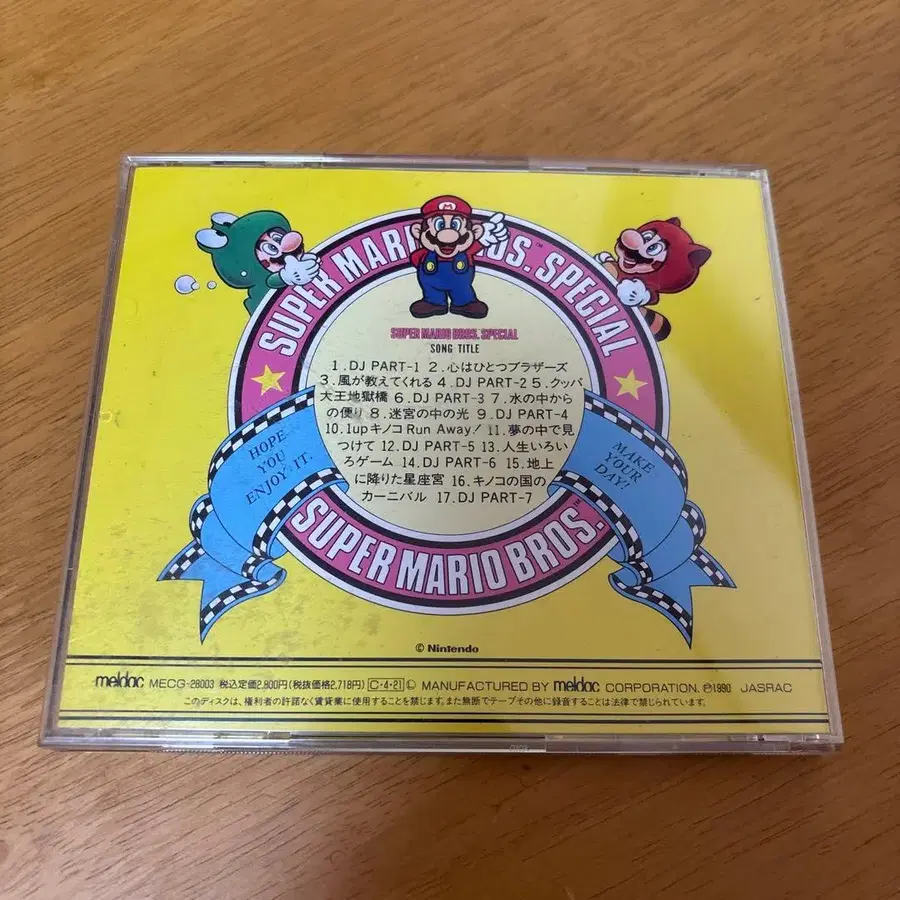 SUPER MARIO BROS.™ SPECIAL
SUPER MARIO BROS. SPECIAL
SONG TITLE
1.DJ PART-1 2.心はひとつブラザーズ
3.風が教えてくれる 4.DJ PART-2 5.クッパ
大王地獄橋 6.DJ PART-3 7.水の中から
の便り 8.迷宮の中の光 9.DJ PART-4
10.1upキノコ Run Away! 11.夢の中で見
つけて 12.DJ PART-5 13.人生いろい
ろゲーム 14.DJ PART-6 15.地上
に降りた星座宮 16.キノコの国の
カーニバル 17.DJ PART-7
HOPE
YOU
ENJOY IT.
MAKE
YOUR
DAY!
SUPER MARIO BROS.™
© Nintendo
meldac MECG-28003 税込定価2,800円(税抜価格2,718円) C·4·21 Ⓛ MANUFACTURED BY meldac CORPORATION. ℗1990 JASRAC
このディスクは、権利者の許諾なく賃貸業に使用することを禁じます。また無断でテープその他に録音することは法律で禁じられています。